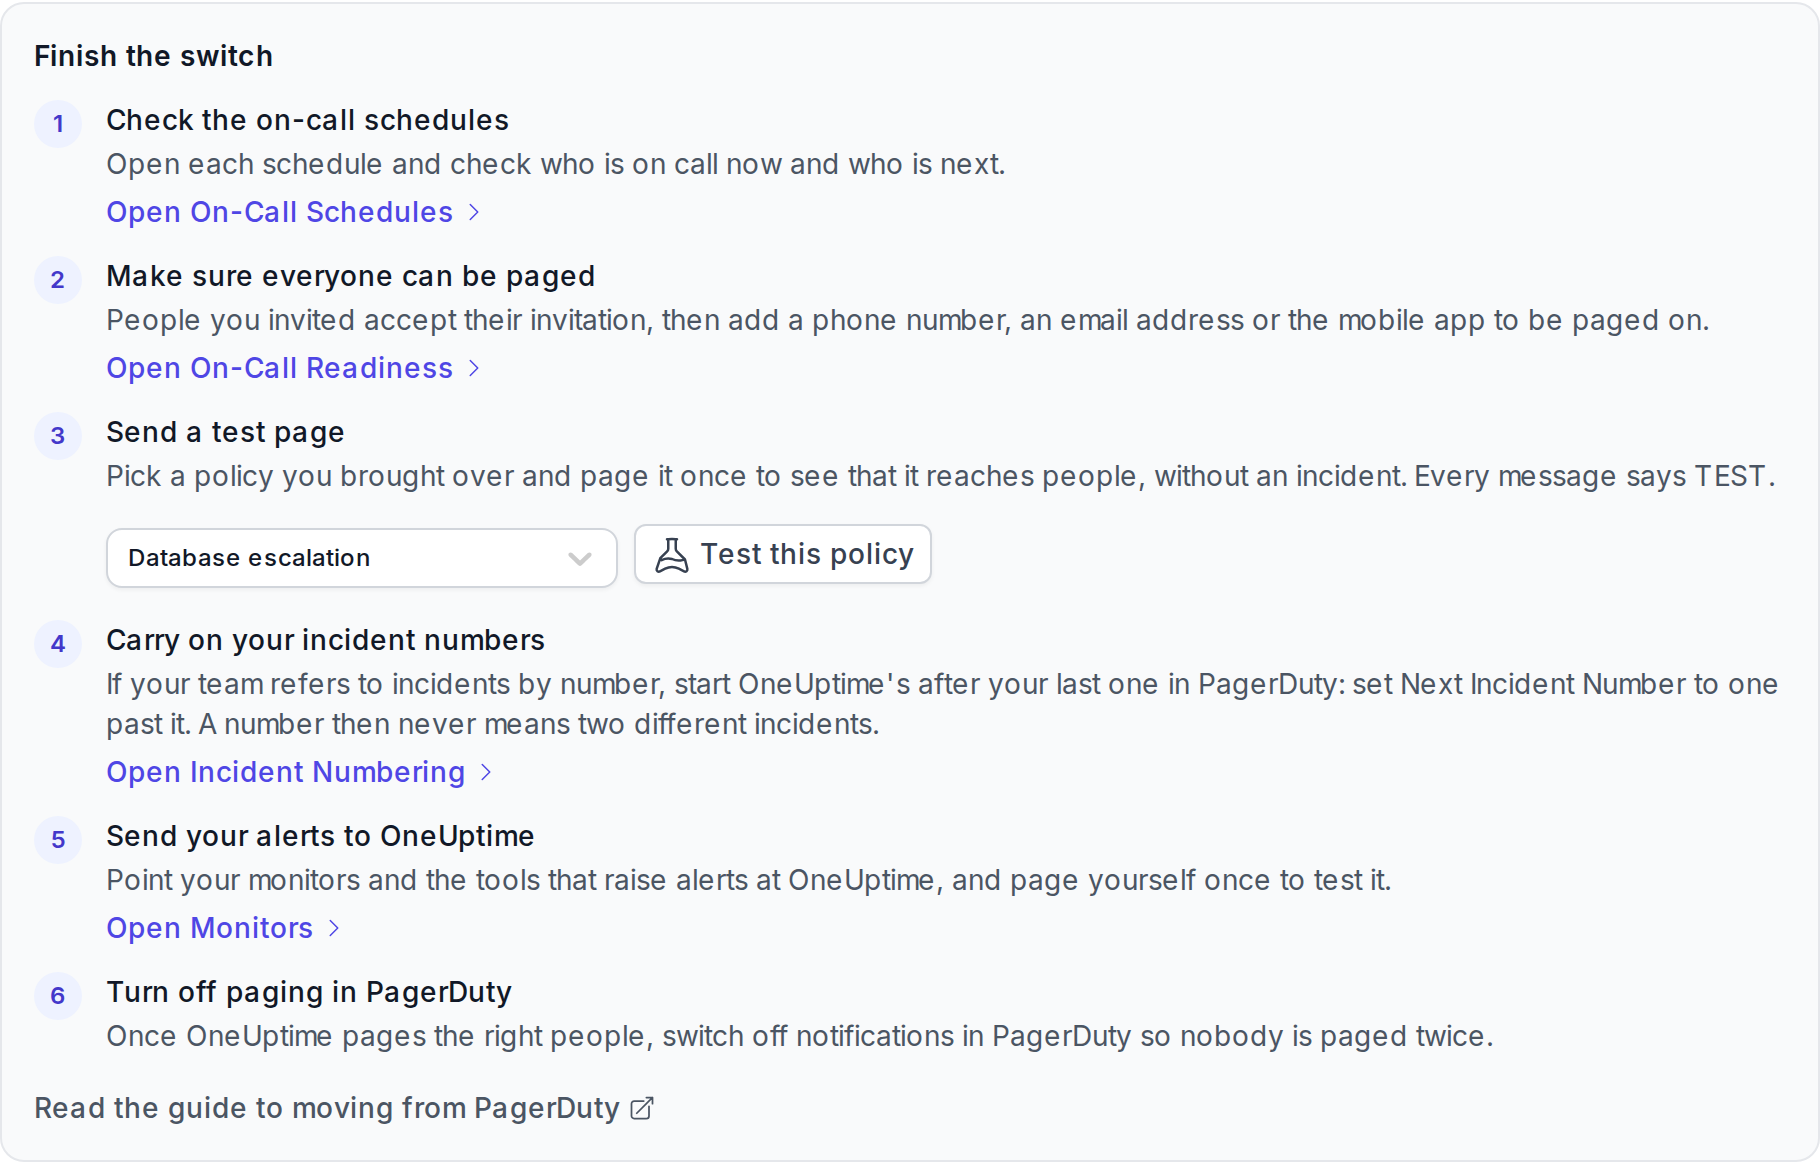 Finish the switch
1
Check the on-call schedules
Open each schedule and check who is on call now and who is next.
Open On-Call Schedules
2
Make sure everyone can be paged
People you invited accept their invitation, then add a phone number, an email address or the mobile app to be paged on.
Open On-Call Readiness
3
Send a test page
Pick a policy you brought over and page it once to see that it reaches people, without an incident. Every message says TEST.
Database escalation
Test this policy
4
Carry on your incident numbers
If your team refers to incidents by number, start OneUptime's after your last one in PagerDuty: set Next Incident Number to one
past it. A number then never means two different incidents.
Open Incident Numbering
5
Send your alerts to OneUptime
Point your monitors and the tools that raise alerts at OneUptime, and page yourself once to test it.
Open Monitors
6
Turn off paging in PagerDuty
Once OneUptime pages the right people, switch off notifications in PagerDuty so nobody is paged twice.
Read the guide to moving from PagerDuty